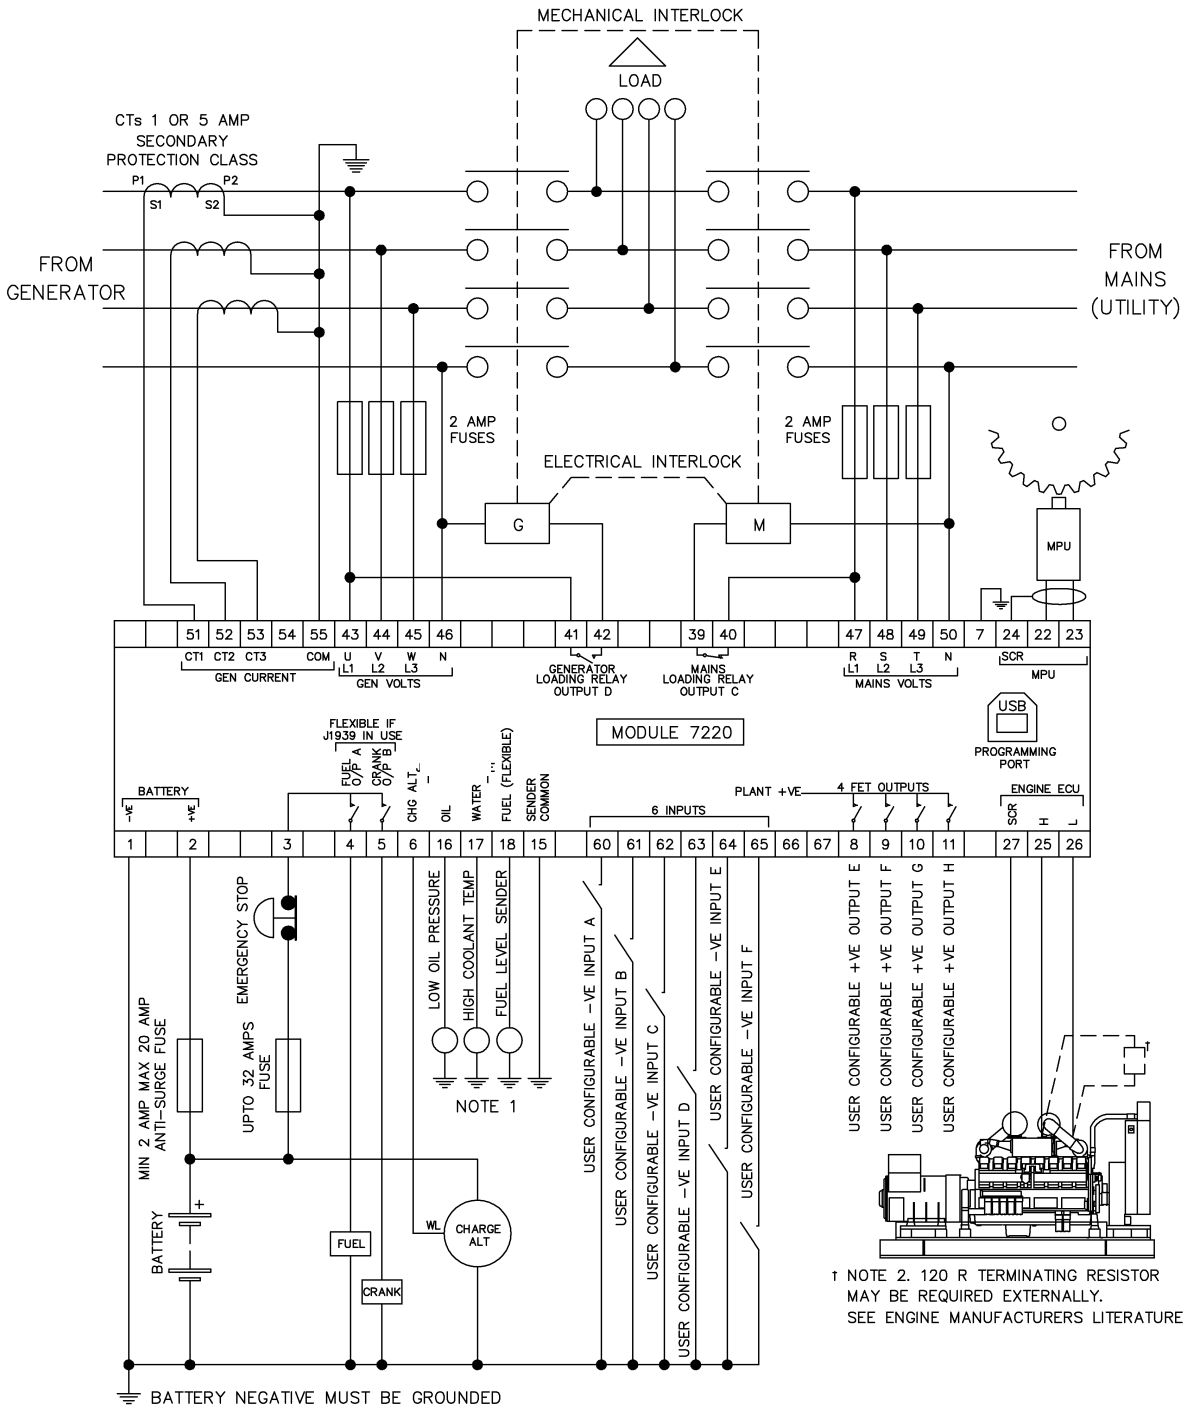 MECHANICAL INTERLOCK
LOAD
CTs 1 OR 5 AMP
SECONDARY
PROTECTION CLASS
P1
P2
S1
S2
FROM
GENERATOR
FROM
MAINS
(UTILITY)
2 AMP
FUSES
2 AMP
FUSES
ELECTRICAL INTERLOCK
G
M
MPU
51 52 53 54 55 43 44 45 46 41 42 39 40 47 48 49 50 7 24 22 23
CT1 CT2 CT3 COM U V W N R S T N SCR
L1 L2 L3 L1 L2 L3
GEN CURRENT
GEN VOLTS
GENERATOR
LOADING RELAY
OUTPUT D
MAINS
LOADING RELAY
OUTPUT C
MAINS VOLTS
MPU
MODULE 7220
USB
PROGRAMMING
PORT
FLEXIBLE IF
J1939 IN USE
BATTERY
-VE
+VE
FUEL
O/P A
CRANK
O/P B
CHG ALT
OIL
WATER
FUEL (FLEXIBLE)
SENDER
COMMON
6 INPUTS
PLANT +VE
4 FET OUTPUTS
ENGINE ECU
SCR
H
L
1 2 3 4 5 6 16 17 18 15 60 61 62 63 64 65 66 67 8 9 10 11 27 25 26
EMERGENCY STOP
MIN 2 AMP MAX 20 AMP
ANTI-SURGE FUSE
UPTO 32 AMPS
FUSE
LOW OIL PRESSURE
HIGH COOLANT TEMP
FUEL LEVEL SENDER
NOTE 1
USER CONFIGURABLE -VE INPUT A
USER CONFIGURABLE -VE INPUT B
USER CONFIGURABLE -VE INPUT C
USER CONFIGURABLE -VE INPUT D
USER CONFIGURABLE -VE INPUT E
USER CONFIGURABLE -VE INPUT F
USER CONFIGURABLE +VE OUTPUT E
USER CONFIGURABLE +VE OUTPUT F
USER CONFIGURABLE +VE OUTPUT G
USER CONFIGURABLE +VE OUTPUT H
†
BATTERY
+
FUEL
CRANK
WL
CHARGE
ALT
† NOTE 2. 120 R TERMINATING RESISTOR
MAY BE REQUIRED EXTERNALLY.
SEE ENGINE MANUFACTURERS LITERATURE
BATTERY NEGATIVE MUST BE GROUNDED